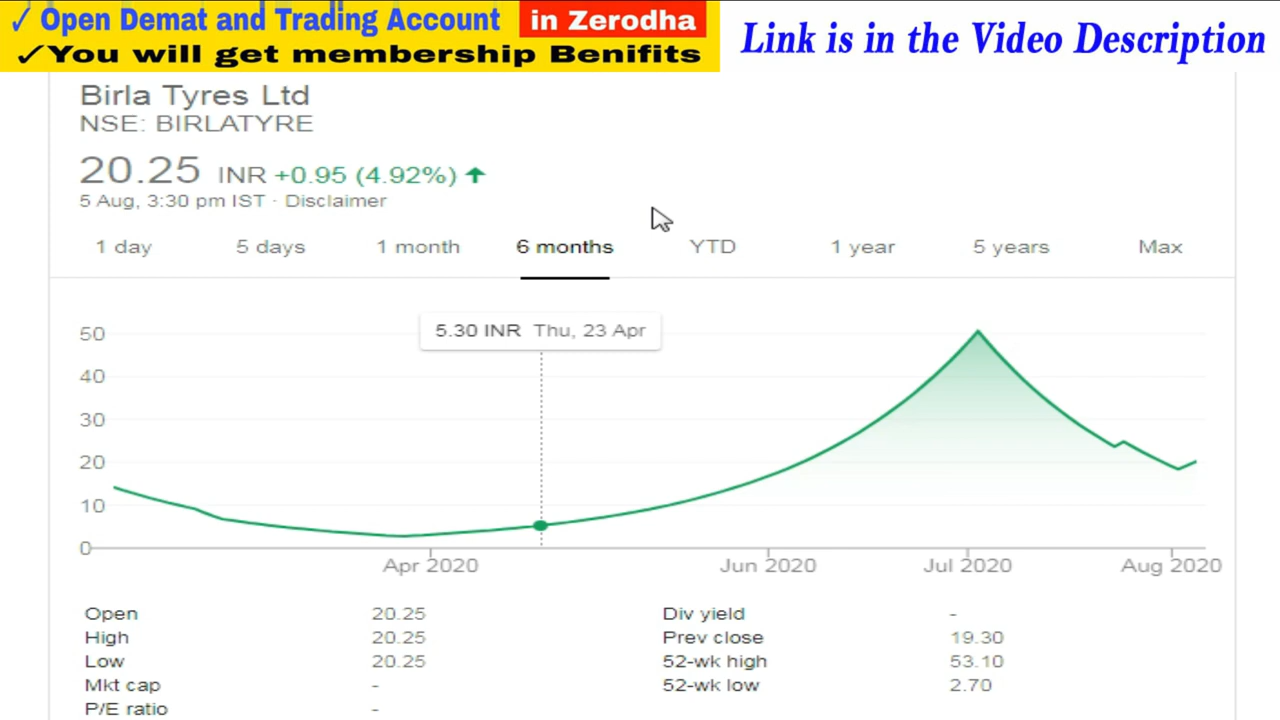 ✓ Open Demat and Trading Account in Zerodha
✓You will get membership Benifits
Link is in the Video Description
Birla Tyres Ltd
NSE: BIRLATYRE
20.25 INR +0.95 (4.92%) ↑
5 Aug, 3:30 pm IST · Disclaimer
1 day 5 days 1 month 6 months YTD 1 year 5 years Max
5.30 INR Thu, 23 Apr
50
40
30
20
10
0
Apr 2020 Jun 2020 Jul 2020 Aug 2020
Open 20.25 Div yield -
High 20.25 Prev close 19.30
Low 20.25 52-wk high 53.10
Mkt cap - 52-wk low 2.70
P/E ratio -